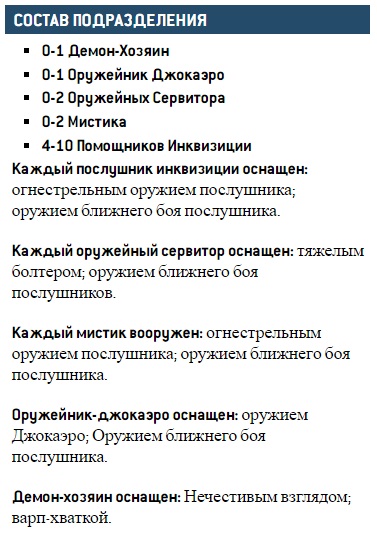 СОСТАВ ПОДРАЗДЕЛЕНИЯ
▪ 0-1 Демон-Хозяин
▪ 0-1 Оружейник Джокаэро
▪ 0-2 Оружейных Сервитора
▪ 0-2 Мистика
▪ 4-10 Помощников Инквизиции
Каждый послушник инквизиции оснащен:
огнестрельным оружием послушника;
оружием ближнего боя послушника.
Каждый оружейный сервитор оснащен: тяжелым
болтером; оружием ближнего боя
послушников.
Каждый мистик вооружен: огнестрельным
оружием послушника; оружием ближнего боя
послушника.
Оружейник-джокаэро оснащен: оружием
Джокаэро; Оружием ближнего боя
послушника.
Демон-хозяин оснащен: Нечестивым взглядом;
варп-хваткой.